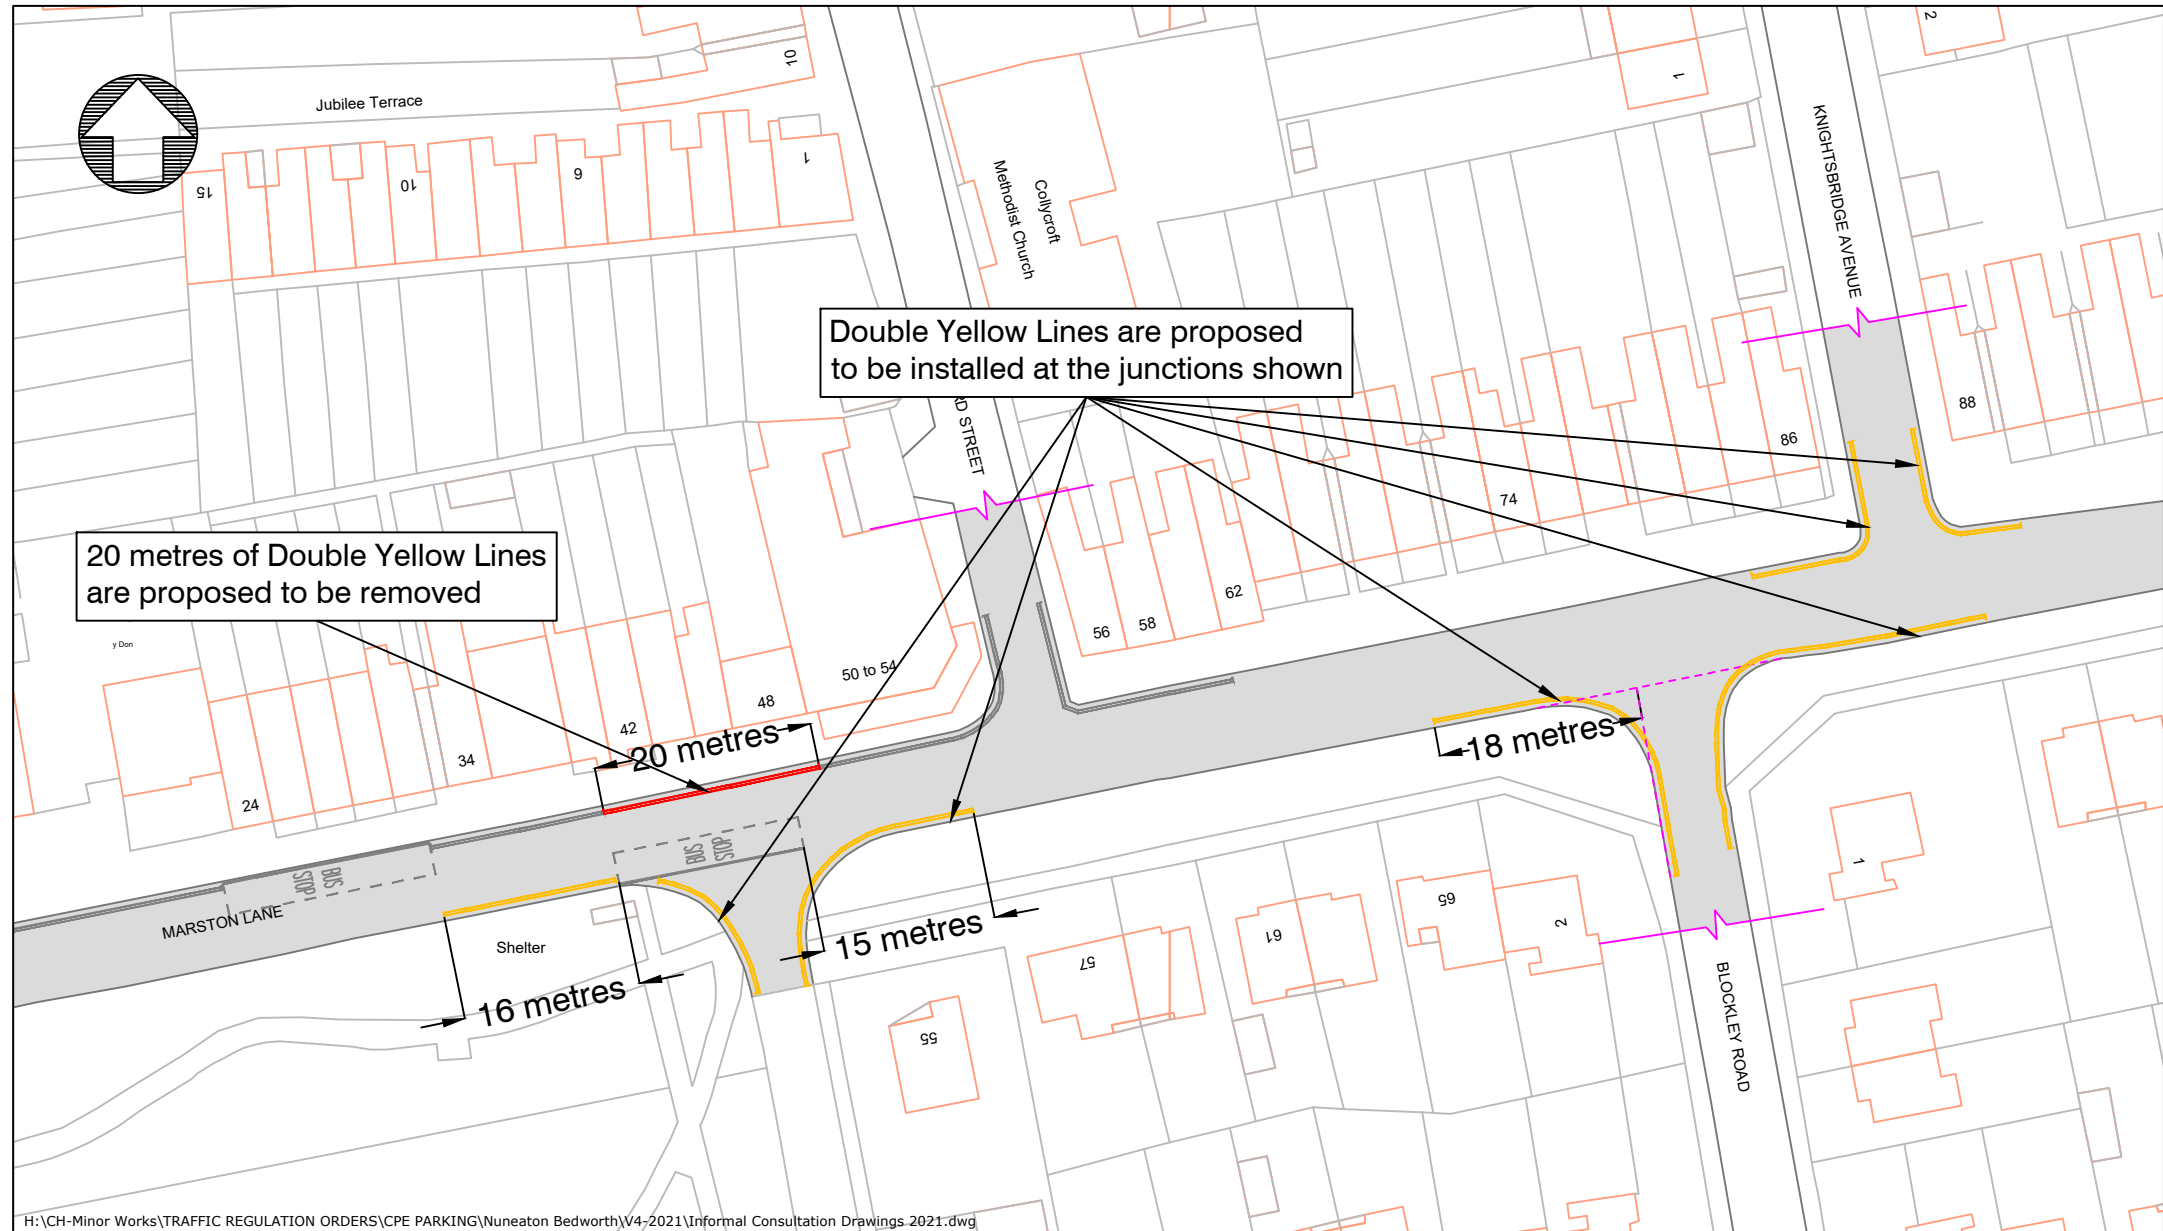 Jubilee Terrace
10
2
1
KNIGHTSBRIDGE AVENUE
15
10
6
1
Collycroft
Methodist Church
Double Yellow Lines are proposed
to be installed at the junctions shown
RD STREET
88
86
74
20 metres of Double Yellow Lines
are proposed to be removed
62
58
56
y Don
50 to 54
48
42
34
24
20 metres
18 metres
BUS
STOP
BUS
STOP
MARSTON LANE
Shelter
16 metres
15 metres
55
57
61
65
2
1
BLOCKLEY ROAD
H:\CH-Minor Works\TRAFFIC REGULATION ORDERS\CPE PARKING\Nuneaton Bedworth\V4-2021\Informal Consultation Drawings 2021.dwg